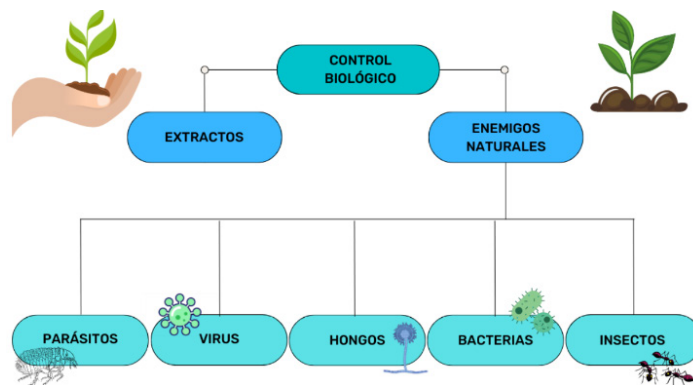 CONTROL
BIOLÓGICO
EXTRACTOS
ENEMIGOS
NATURALES
PARÁSITOS
VIRUS
HONGOS
BACTERIAS
INSECTOS